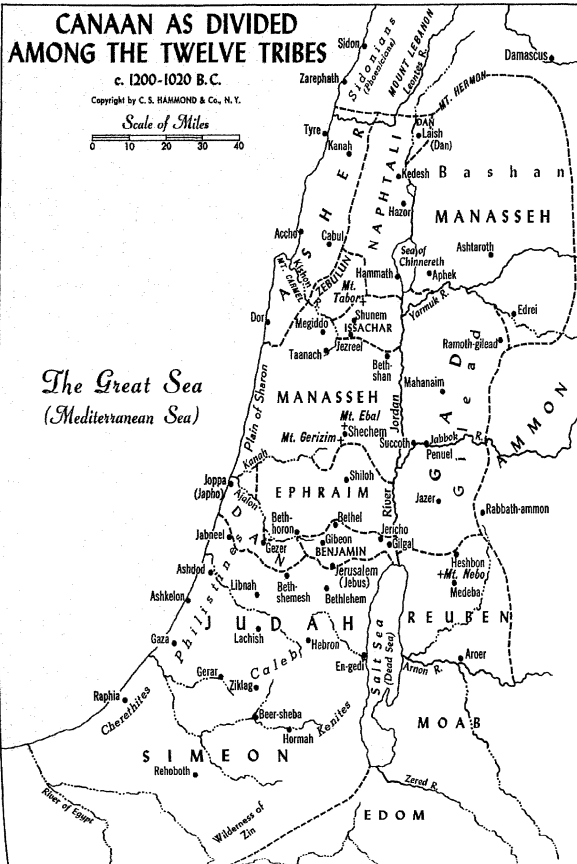 CANAAN AS DIVIDED
AMONG THE TWELVE TRIBES
c. 1200-1020 B.C.
Copyright by C. S. HAMMOND & Co., N. Y.
Scale of Miles
0 10 20 30 40
Sidon
Sidonians
(Phoenicians)
MOUNT LEBANON
Leontes R.
Damascus
Zarephath
MT. HERMON
Tyre
Kanah
DAN
Laish
(Dan)
ASHER
NAPHTALI
Kedesh
Bashan
Hazor
MANASSEH
Accho
Cabul
Sea of
Chinnereth
Ashtaroth
Kishon
R.
MT. CARMEL
ZEBULUN
Hammath
Aphek
Mt.
Tabor
Yarmuk R.
Edrei
Dor
Megiddo
Shunem
ISSACHAR
Jezreel
Taanach
Ramoth-gilead
Beth-
shan
Mahanaim
The Great Sea
(Mediterranean Sea)
Plain of Sharon
MANASSEH
GAD
Gilead
AMMON
Mt. Ebal
Shechem
Mt. Gerizim
Jordan
River
Succoth
Jabbok R.
Penuel
Kanah
Joppa
(Japho)
Ajalon
Shiloh
EPHRAIM
Jazer
Rabbath-ammon
DAN
Beth-
horon
Bethel
Jabneel
Gezer
Gibeon
BENJAMIN
Jericho
Gilgal
Heshbon
Mt. Nebo
Medeba
Ashdod
Jerusalem
(Jebus)
Libnah
Beth-
shemesh
Bethlehem
Ashkelon
Philistines
JUDAH
REUBEN
Gaza
Lachish
Hebron
Salt Sea
(Dead Sea)
Caleb
En-gedi
Arnon R.
Aroer
Gerar
Ziklag
Raphia
Cherethites
Beer-sheba
Kenites
Hormah
MOAB
SIMEON
Rehoboth
Zered R.
River of Egypt
Wilderness of
Zin
EDOM